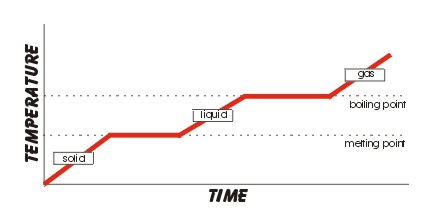 TEMPERATURE
gas
boiling point
liquid
melting point
solid
TIME